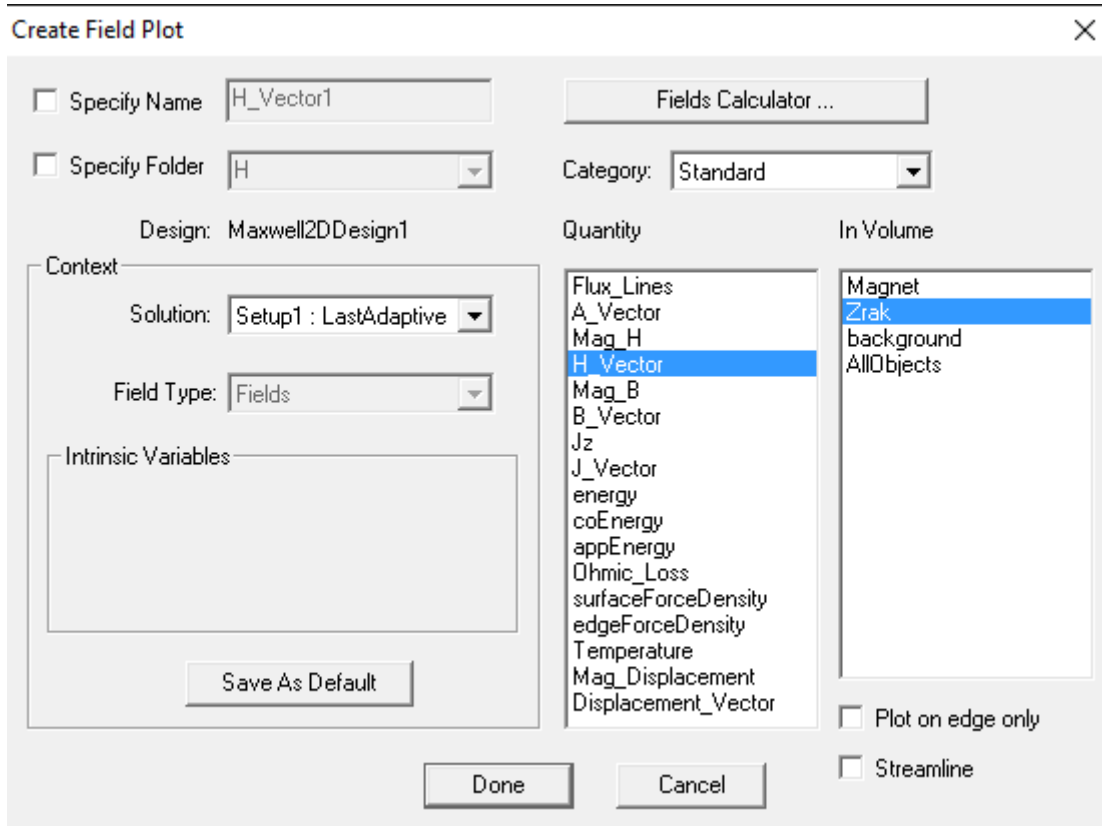 Create Field Plot
Specify Name
H_Vector1
Fields Calculator ...
Specify Folder
H
Category:
Standard
Design: Maxwell2DDesign1
Quantity
In Volume
Context
Solution:
Setup1 : LastAdaptive
Field Type:
Fields
Intrinsic Variables
Save As Default
Flux_Lines
A_Vector
Mag_H
H_Vector
Mag_B
B_Vector
Jz
J_Vector
energy
coEnergy
appEnergy
Ohmic_Loss
surfaceForceDensity
edgeForceDensity
Temperature
Mag_Displacement
Displacement_Vector
Magnet
Zrak
background
AllObjects
Plot on edge only
Streamline
Done
Cancel